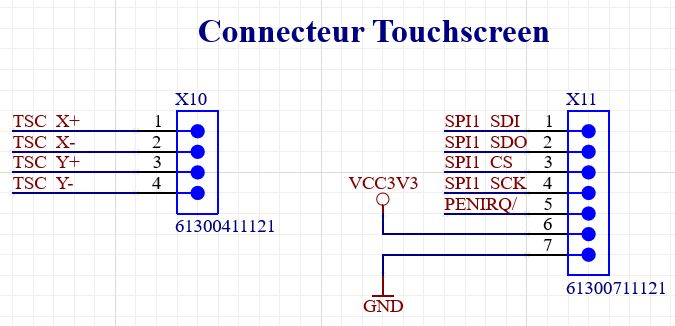 Connecteur Touchscreen
X10
TSC X+ 1
TSC X- 2
TSC Y+ 3
TSC Y- 4
61300411121
X11
SPI1 SDI 1
SPI1 SDO 2
SPI1 CS 3
SPI1 SCK 4
PENIRQ/ 5
VCC3V3
6
7
GND
61300711121